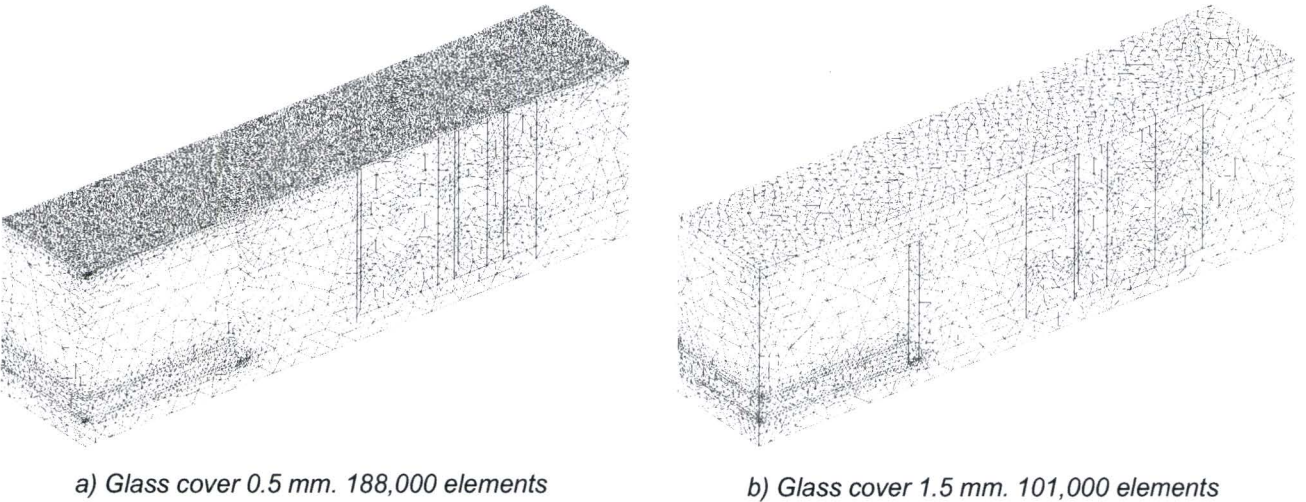 a) Glass cover 0.5 mm. 188,000 elements
b) Glass cover 1.5 mm. 101,000 elements